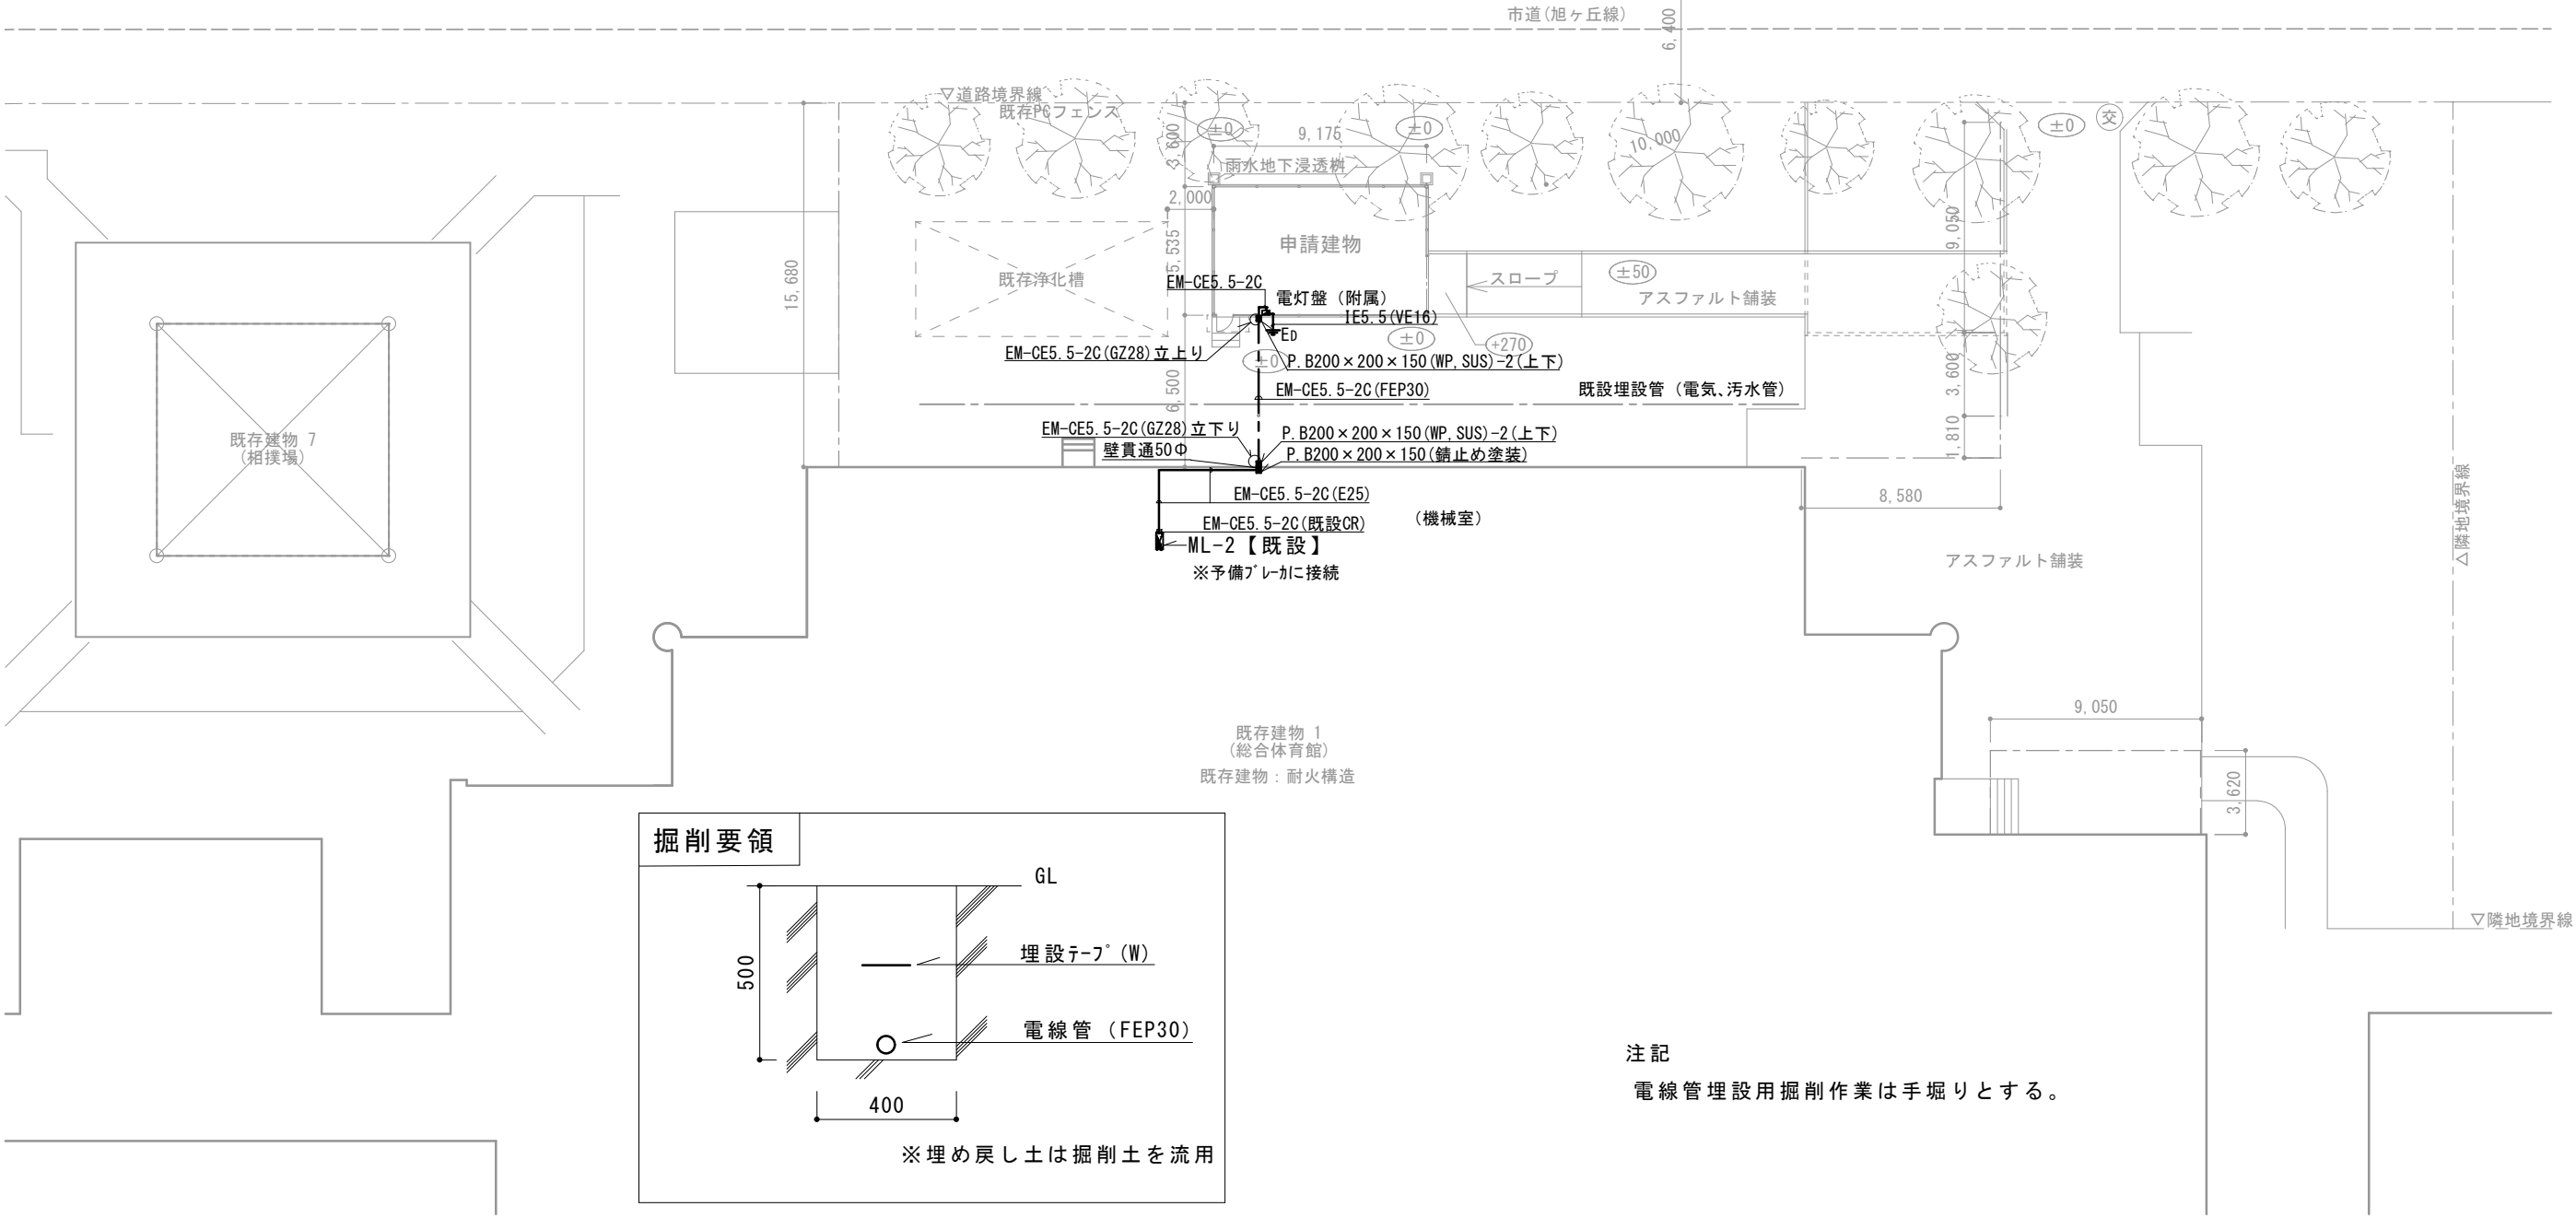 市道(旭ヶ丘線)
6,400
▽道路境界線
既存PCフェンス
±0
9,175
±0
10,000
±0
交
3,600
雨水地下浸透桝
2,000
15,680
5,535
申請建物
9,050
既存浄化槽
スロープ
±50
アスファルト舗装
EM-CE5.5-2C
電灯盤（附属）
IE5.5(VE16)
ED
±0
+270
EM-CE5.5-2C(GZ28)立上り
±0
P.B200×200×150(WP,SUS)-2(上下)
6,500
EM-CE5.5-2C(FEP30)
既設埋設管（電気、汚水管）
3,600
1,810
EM-CE5.5-2C(GZ28)立下り
P.B200×200×150(WP,SUS)-2(上下)
壁貫通50Φ
P.B200×200×150(錆止め塗装)
既存建物 7
(相撲場)
EM-CE5.5-2C(E25)
8,580
EM-CE5.5-2C(既設CR)
（機械室）
ML-2【既設】
※予備ﾌﾞﾚｰｶに接続
△隣地境界線
アスファルト舗装
9,050
3,620
既存建物 1
(総合体育館)
既存建物：耐火構造
▽隣地境界線
掘削要領
GL
500
埋設ﾃｰﾌﾟ(W)
電線管（FEP30）
400
※埋め戻し土は掘削土を流用
注記
電線管埋設用掘削作業は手堀りとする。